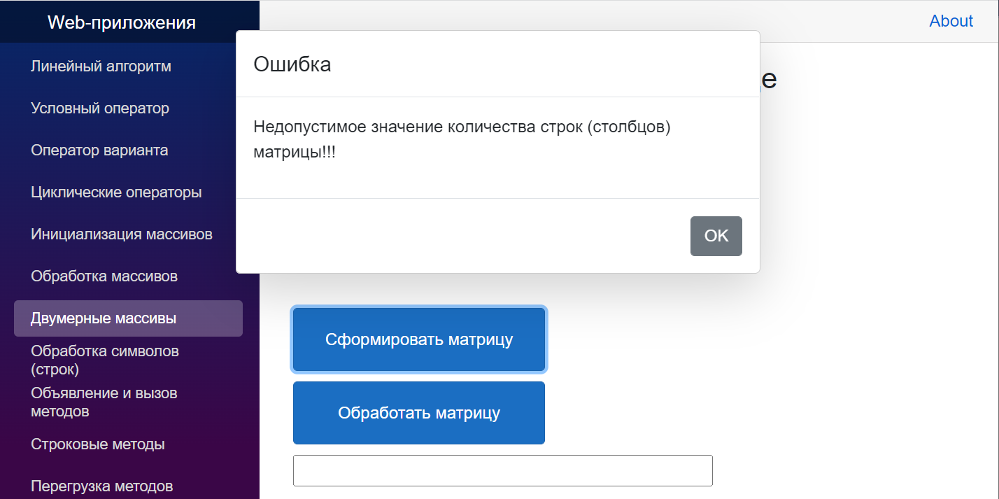 Web-приложения
About
Линейный алгоритм
Условный оператор
Оператор варианта
Циклические операторы
Инициализация массивов
Обработка массивов
Двумерные массивы
Обработка символов
(строк)
Объявление и вызов
методов
Строковые методы
Перегрузка методов
Ошибка
Недопустимое значение количества строк (столбцов)
матрицы!!!
OK
Сформировать матрицу
Обработать матрицу